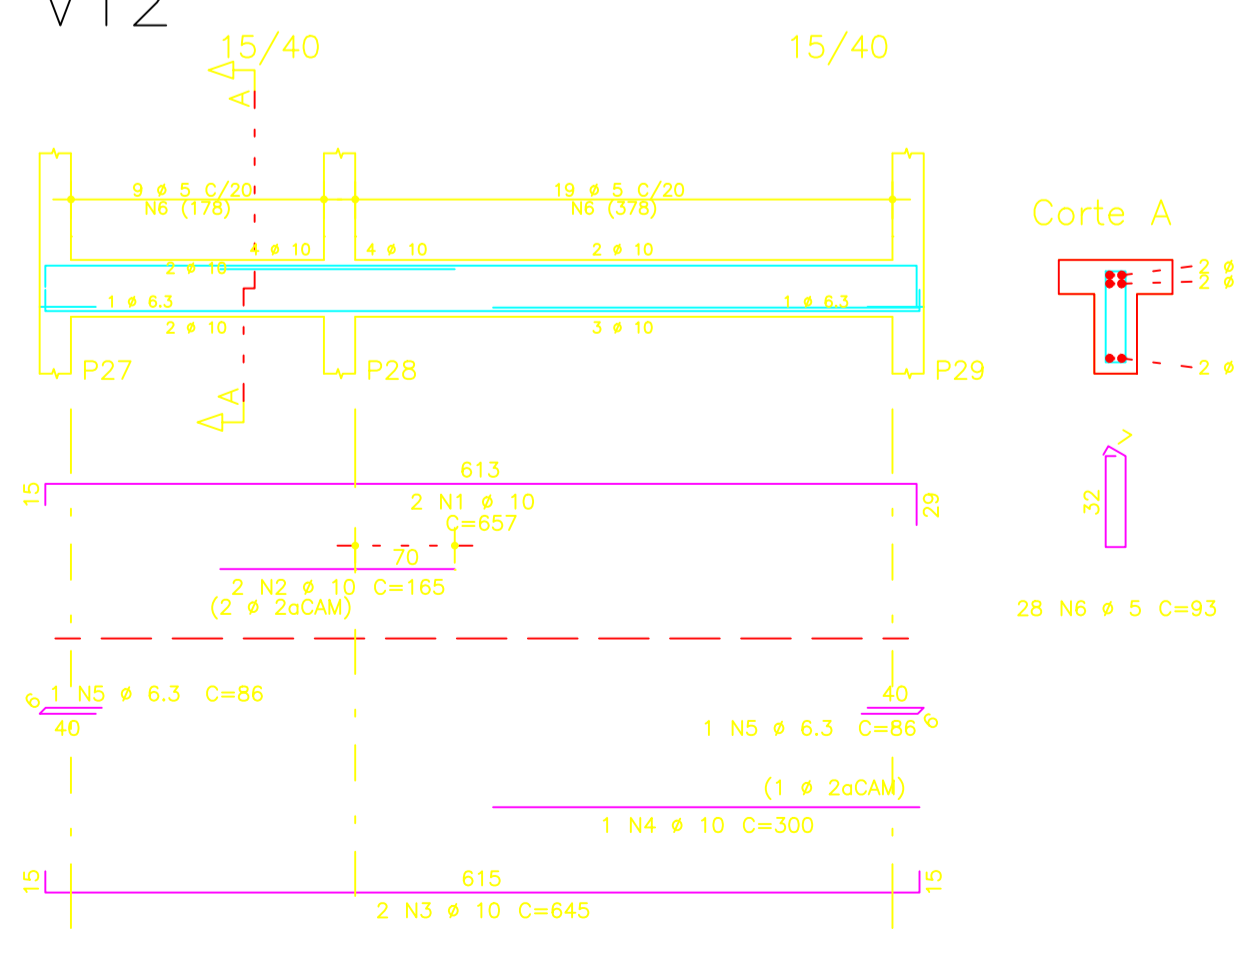 V12
15/40
15/40
A
9 ø 5 C/20
N6 (178)
19 ø 5 C/20
N6 (378)
Corte A
4 ø 10
4 ø 10
2 ø 10
2 ø 10
2 ø
2 ø
1 ø 6.3
1 ø 6.3
2 ø 10
3 ø 10
P27
P28
P29
2 ø
A
613
15
2 N1 ø 10
C=657
29
32
70
2 N2 ø 10 C=165
(2 ø 2aCAM)
28 N6 ø 5 C=93
6
1 N5 ø 6.3 C=86
40
40
1 N5 ø 6.3 C=86
6
(1 ø 2aCAM)
1 N4 ø 10 C=300
15
615
15
2 N3 ø 10 C=645